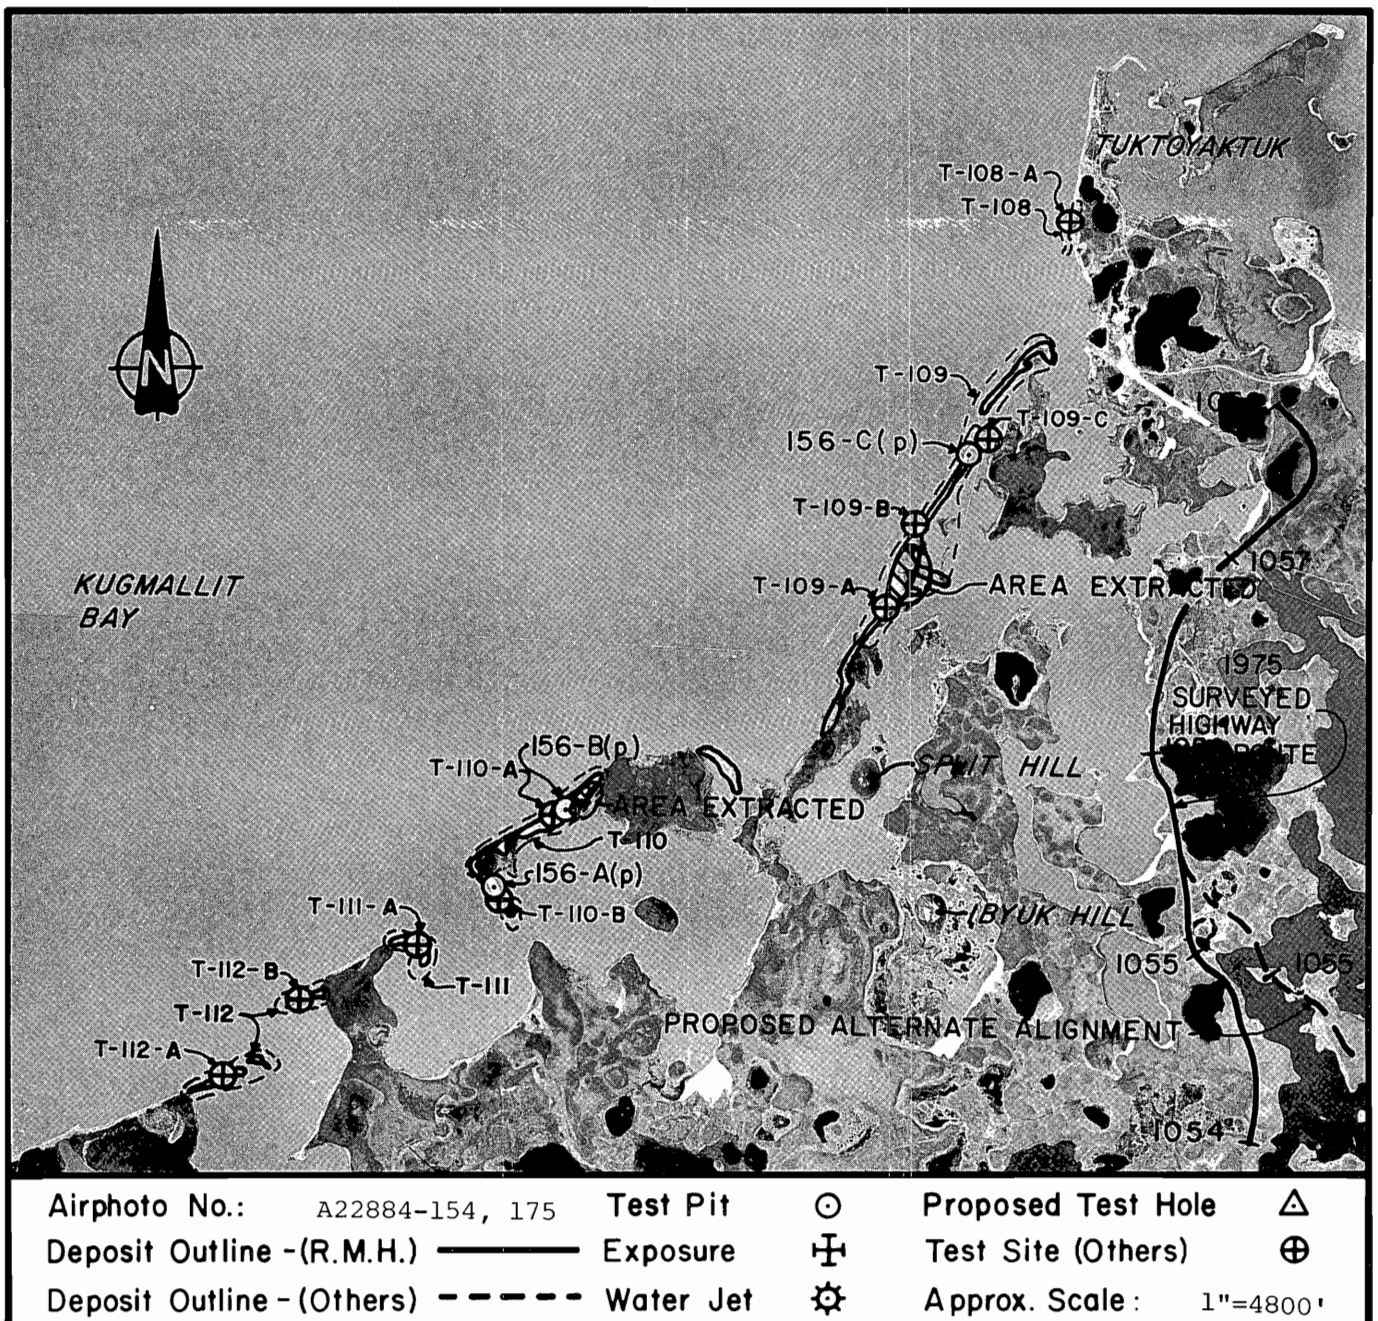 TUKTOYAKTUK
T-108-A
T-108
N
T-109
T-109-C
156-C(p)
T-109-B
1057
KUGMALLIT
BAY
T-109-A
AREA EXTRACTED
1975
SURVEYED
HIGHWAY
156-B(p)
T-110-A
SPLIT HILL
AREA EXTRACTED
T-110
156-A(p)
T-111-A
T-110-B
IBYUK HILL
T-112-B
T-111
1055
1055
T-112
PROPOSED ALTERNATE ALIGNMENT
T-112-A
1054
Airphoto No.: A22884-154, 175 Test Pit Proposed Test Hole
Deposit Outline -(R.M.H.) Exposure Test Site (Others)
Deposit Outline -(Others) Water Jet Approx. Scale: 1"=4800'